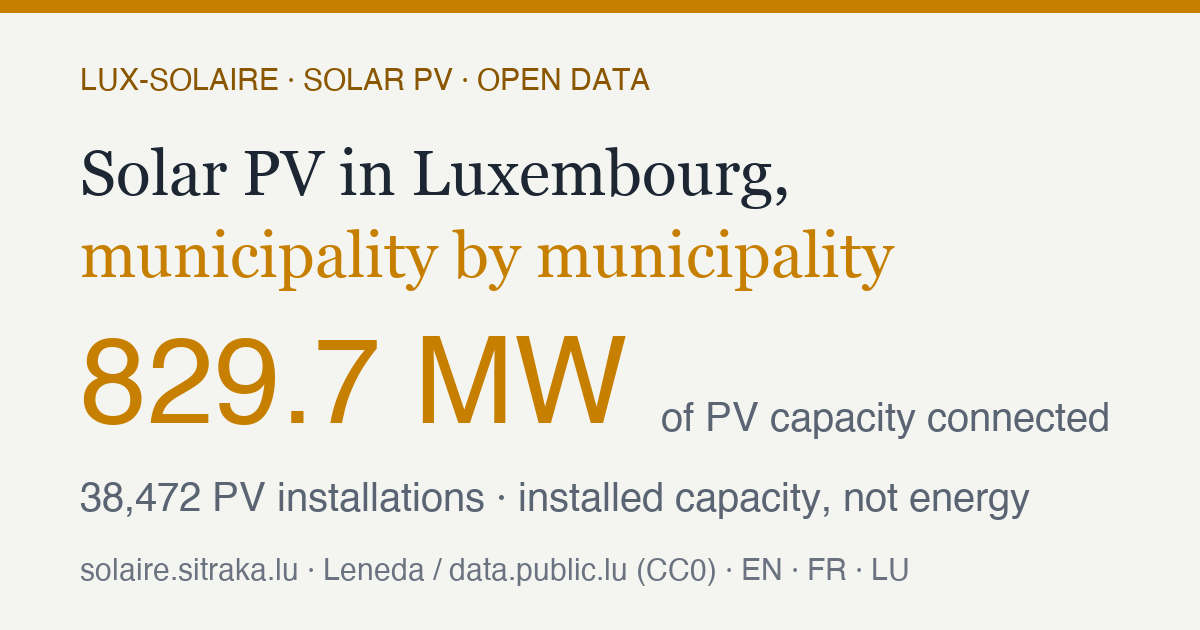 LUX-SOLAIRE · SOLAR PV · OPEN DATA
Solar PV in Luxembourg,
municipality by municipality
829.7 MW of PV capacity connected
38,472 PV installations · installed capacity, not energy
solaire.sitraka.lu · Leneda / data.public.lu (CC0) · EN · FR · LU